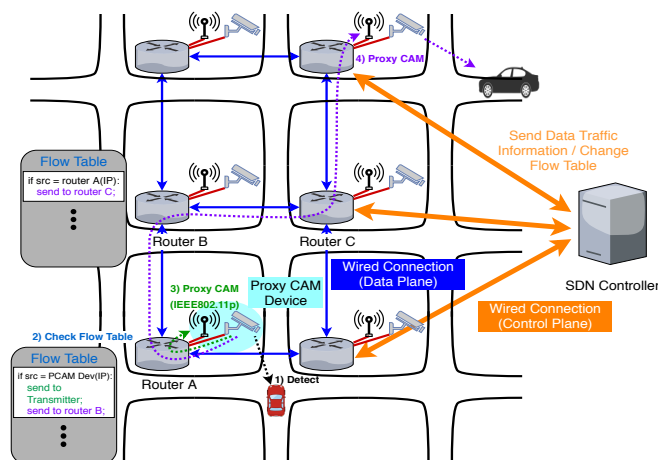 4) Proxy CAM
Send Data Traffic
Information / Change
Flow Table
Flow Table
if src = router A(IP):
send to router C;
Router B
Router C
SDN Controller
Wired Connection
(Data Plane)
3) Proxy CAM
(IEEE802.11p)
Proxy CAM
Device
Wired Connection
(Control Plane)
2) Check Flow Table
Flow Table
if src = PCAM Dev(IP):
send to
Transmitter;
send to router B;
Router A
1) Detect